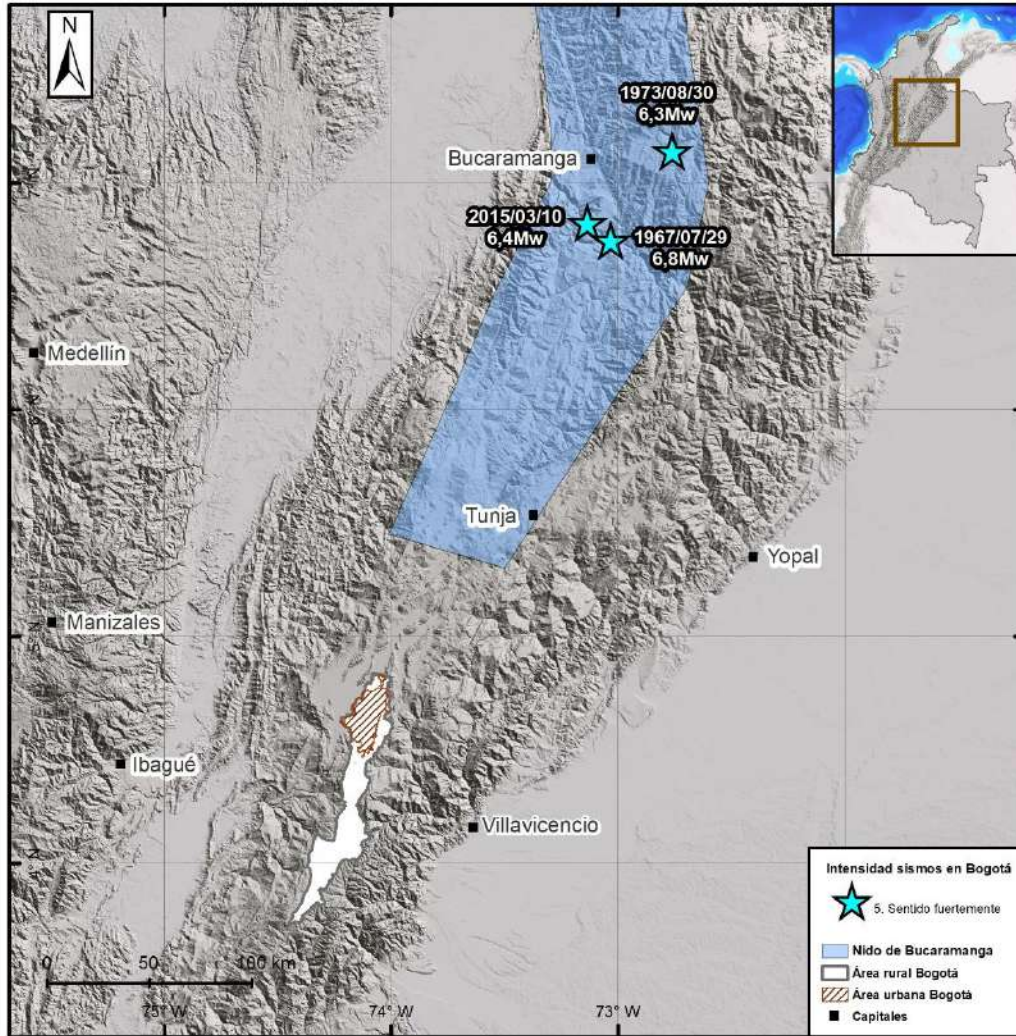 N
1973/08/30
6,3Mw
Bucaramanga
2015/03/10
6,4Mw
1967/07/29
6,8Mw
Medellín
Tunja
Yopal
Manizales
Ibagué
Villavicencio
0 50 100 km
75° W 74° W 73° W
Intensidad sismos en Bogotá
5. Sentido fuertemente
Nido de Bucaramanga
Área rural Bogotá
Área urbana Bogotá
Capitales